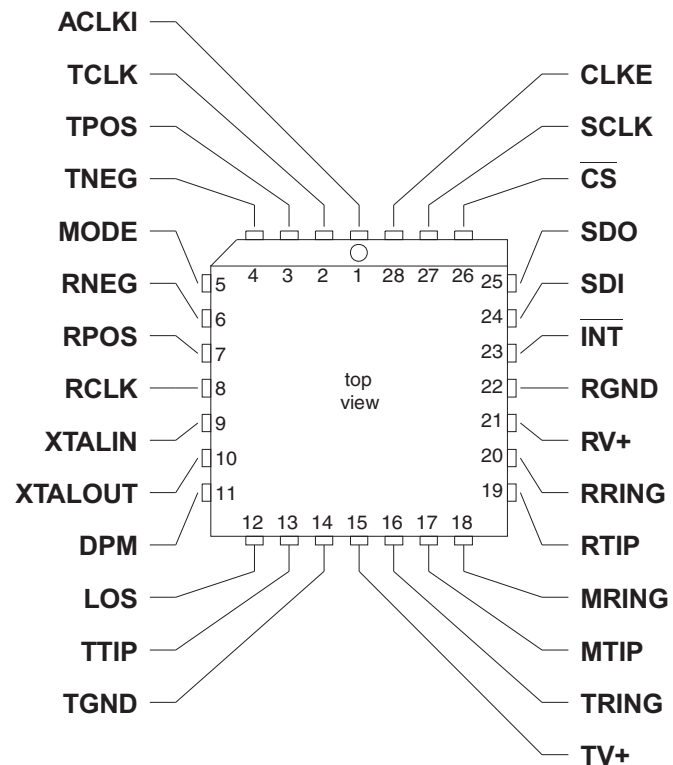 ACLKI
TCLK
TPOS
TNEG
MODE
RNEG
RPOS
RCLK
XTALIN
XTALOUT
DPM
LOS
TTIP
TGND
CLKE
SCLK
C̅S̅
SDO
SDI
I̅N̅T̅
RGND
RV+
RRING
RTIP
MRING
MTIP
TRING
TV+
4 3 2 1 28 27 26
5
6
7
8
9
10
11
25
24
23
22
21
20
19
top
view
12 13 14 15 16 17 18